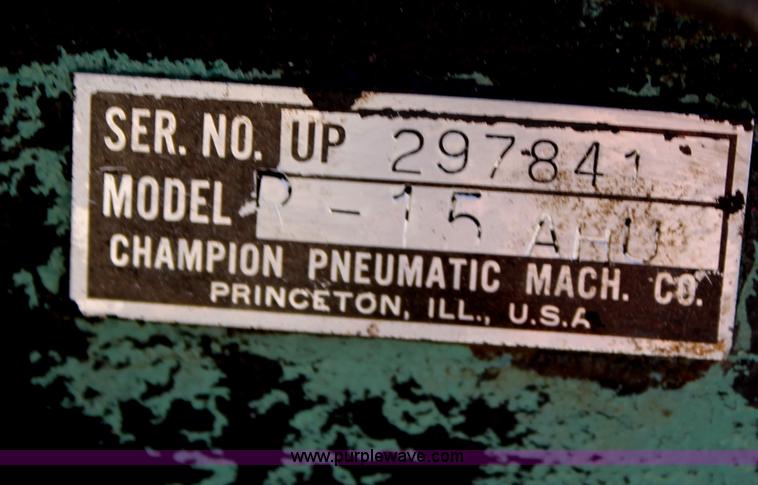 SER. NO. UP 297841
MODEL R-15 AHU
CHAMPION PNEUMATIC MACH. CO.
PRINCETON, ILL., U.S.A
www.purplewave.com